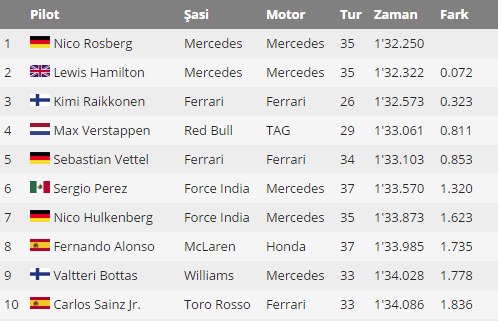 Pilot Şasi Motor Tur Zaman Fark
1 Nico Rosberg Mercedes Mercedes 35 1'32.250
2 Lewis Hamilton Mercedes Mercedes 35 1'32.322 0.072
3 Kimi Raikkonen Ferrari Ferrari 26 1'32.573 0.323
4 Max Verstappen Red Bull TAG 29 1'33.061 0.811
5 Sebastian Vettel Ferrari Ferrari 34 1'33.103 0.853
6 Sergio Perez Force India Mercedes 37 1'33.570 1.320
7 Nico Hulkenberg Force India Mercedes 35 1'33.873 1.623
8 Fernando Alonso McLaren Honda 37 1'33.985 1.735
9 Valtteri Bottas Williams Mercedes 33 1'34.028 1.778
10 Carlos Sainz Jr. Toro Rosso Ferrari 33 1'34.086 1.836